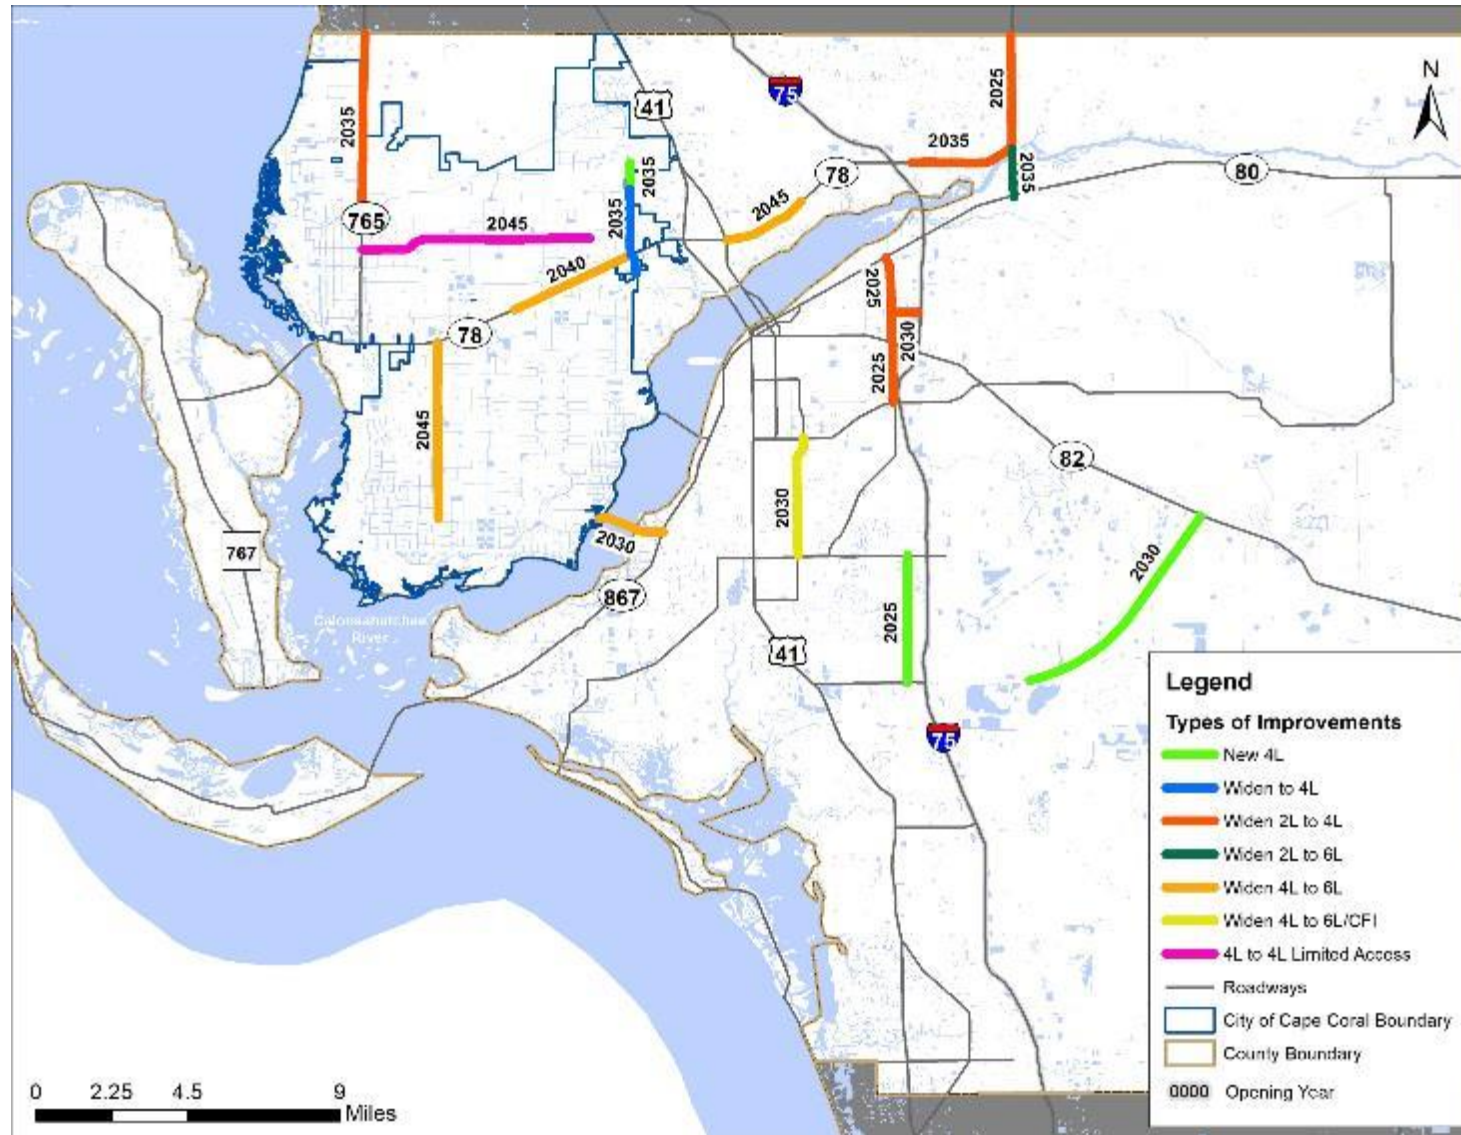 N
75
41
2025
2035
2035
2035
2035
78
80
765
2045
2045
2035
2040
2025
78
2030
2025
2045
82
2030
767
2030
2030
867
2025
Caloosahatchee
River
41
75
Legend
Types of Improvements
New 4L
Widen to 4L
Widen 2L to 4L
Widen 2L to 6L
Widen 4L to 6L
Widen 4L to 6L/CFI
4L to 4L Limited Access
Roadways
City of Cape Coral Boundary
County Boundary
0000 Opening Year
0 2.25 4.5 9
Miles